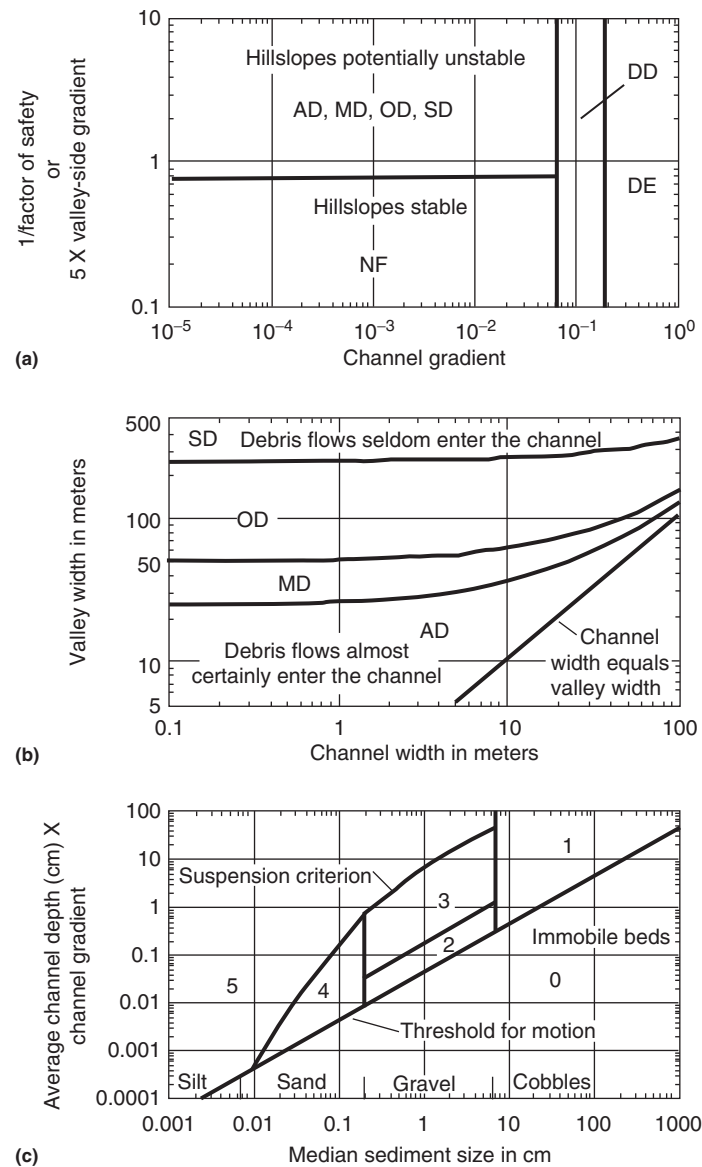 10
1
0.1
1/factor of safety
or
5 X valley-side gradient
Hillslopes potentially unstable
AD, MD, OD, SD
DD
Hillslopes stable
DE
NF
10⁻⁵ 10⁻⁴ 10⁻³ 10⁻² 10⁻¹ 10⁰
Channel gradient
(a)
500
100
50
10
5
Valley width in meters
SD Debris flows seldom enter the channel
OD
MD
AD
Debris flows almost
certainly enter the channel
Channel
width equals
valley width
0.1 1 10 100
Channel width in meters
(b)
100
10
1
0.1
0.01
0.001
0.0001
Average channel depth (cm) X
channel gradient
1
Suspension criterion
3
2
Immobile beds
5
4
0
Threshold for motion
Silt Sand Gravel Cobbles
0.001 0.01 0.1 1 10 100 1000
Median sediment size in cm
(c)